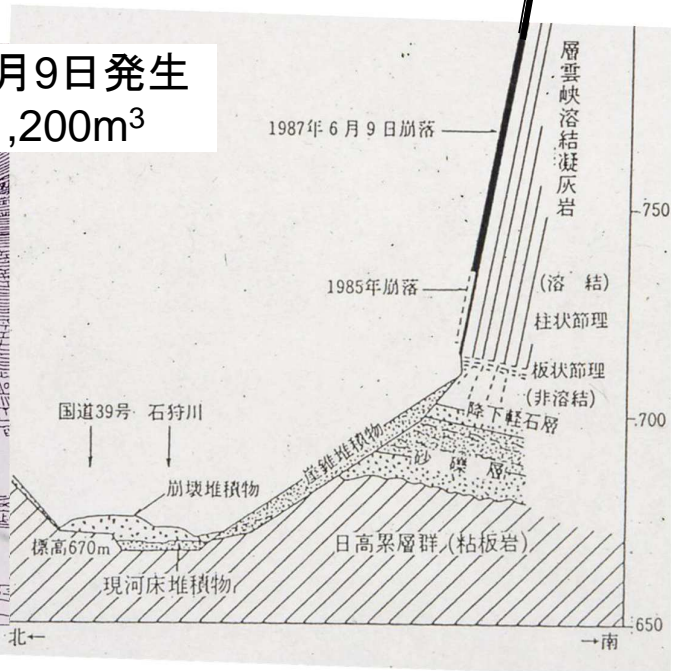 月9日発生
,200m³
層雲峡溶結凝灰岩
1987年6月9日崩落
750
1985年崩落
(溶結)
柱状節理
板状節理
(非溶結)
国道39号 石狩川
700
降下軽石層
崖錐堆積物
砂礫層
崩壊堆積物
標高670m
日高累層群(粘板岩)
現河床堆積物
650
北←
→南